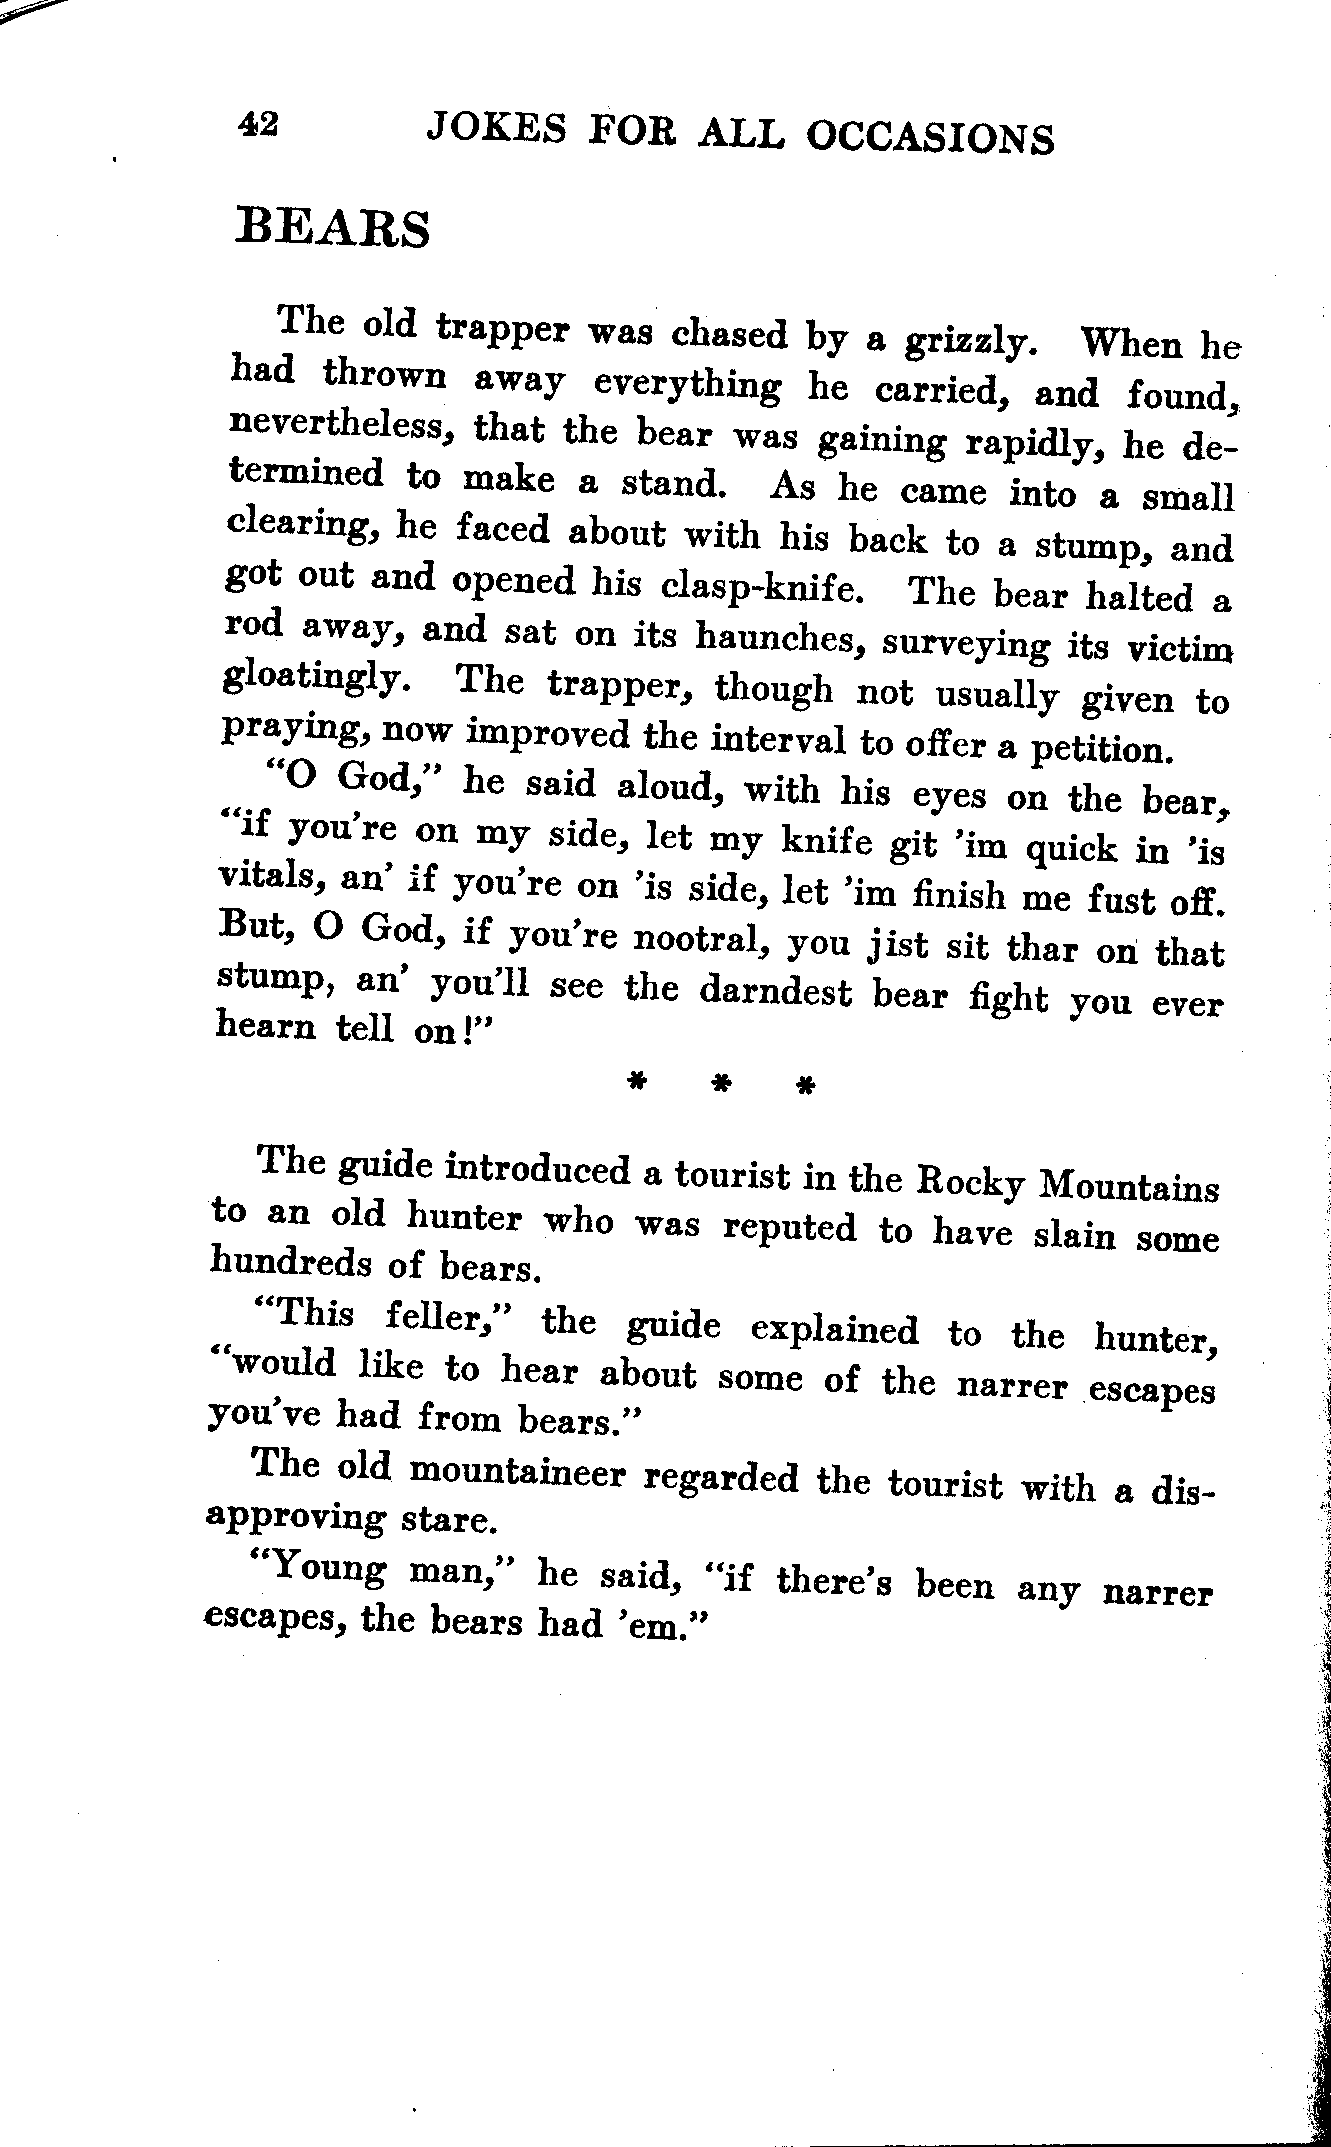 42 JOKES FOR ALL OCCASIONS
BEARS
The old trapper was chased by a grizzly. When he
had thrown away everything he carried, and found,
nevertheless, that the bear was gaining rapidly, he de-
termined to make a stand. As he came into a small
clearing, he faced about with his back to a stump, and
got out and opened his clasp-knife. The bear halted a
rod away, and sat on its haunches, surveying its victim
gloatingly. The trapper, though not usually given to
praying, now improved the interval to offer a petition.
"O God," he said aloud, with his eyes on the bear,
"if you're on my side, let my knife git 'im quick in 'is
vitals, an' if you're on 'is side, let 'im finish me fust off.
But, O God, if you're nootral, you jist sit thar on that
stump, an' you'll see the darndest bear fight you ever
hearn tell on!"
* * *
The guide introduced a tourist in the Rocky Mountains
to an old hunter who was reputed to have slain some
hundreds of bears.
"This feller," the guide explained to the hunter,
"would like to hear about some of the narrer escapes
you've had from bears."
The old mountaineer regarded the tourist with a dis-
approving stare.
"Young man," he said, "if there's been any narrer
escapes, the bears had 'em."